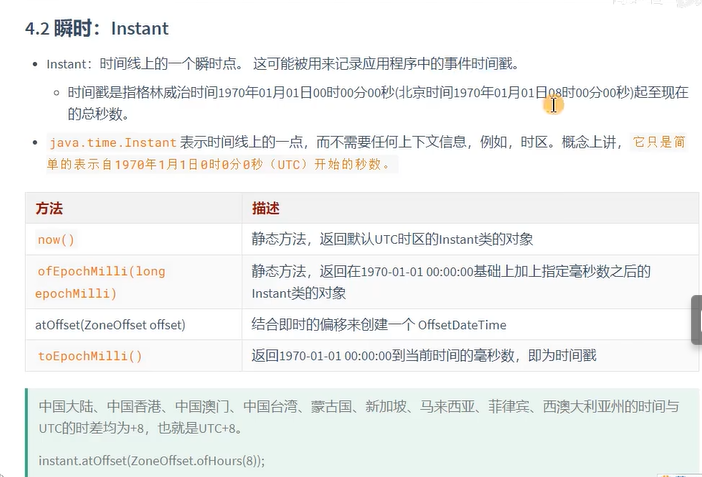 4.2 瞬时：Instant
Instant：时间线上的一个瞬时点。 这可能被用来记录应用程序中的事件时间戳。
时间戳是指格林威治时间1970年01月01日00时00分00秒(北京时间1970年01月01日08时00分00秒)起至现在
的总秒数。
java.time.Instant 表示时间线上的一点，而不需要任何上下文信息，例如，时区。概念上讲， 它只是简
单的表示自1970年1月1日0时0分0秒（UTC）开始的秒数。
方法 描述
now() 静态方法，返回默认UTC时区的Instant类的对象
ofEpochMilli(long 静态方法，返回在1970-01-01 00:00:00基础上加上指定毫秒数之后的
epochMilli) Instant类的对象
atOffset(ZoneOffset offset) 结合即时的偏移来创建一个 OffsetDateTime
toEpochMilli() 返回1970-01-01 00:00:00到当前时间的毫秒数，即为时间戳
中国大陆、中国香港、中国澳门、中国台湾、蒙古国、新加坡、马来西亚、菲律宾、西澳大利亚州的时间与
UTC的时差均为+8，也就是UTC+8。
instant.atOffset(ZoneOffset.ofHours(8));